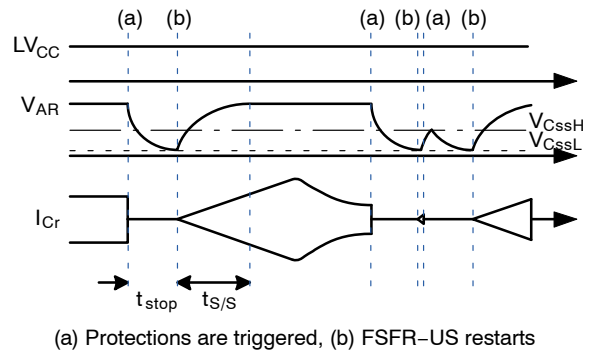 (a) (b) (a) (b) (a) (b)
LVCC
VAR
VCssH
VCssL
ICr
tstop tS/S
(a) Protections are triggered, (b) FSFR−US restarts